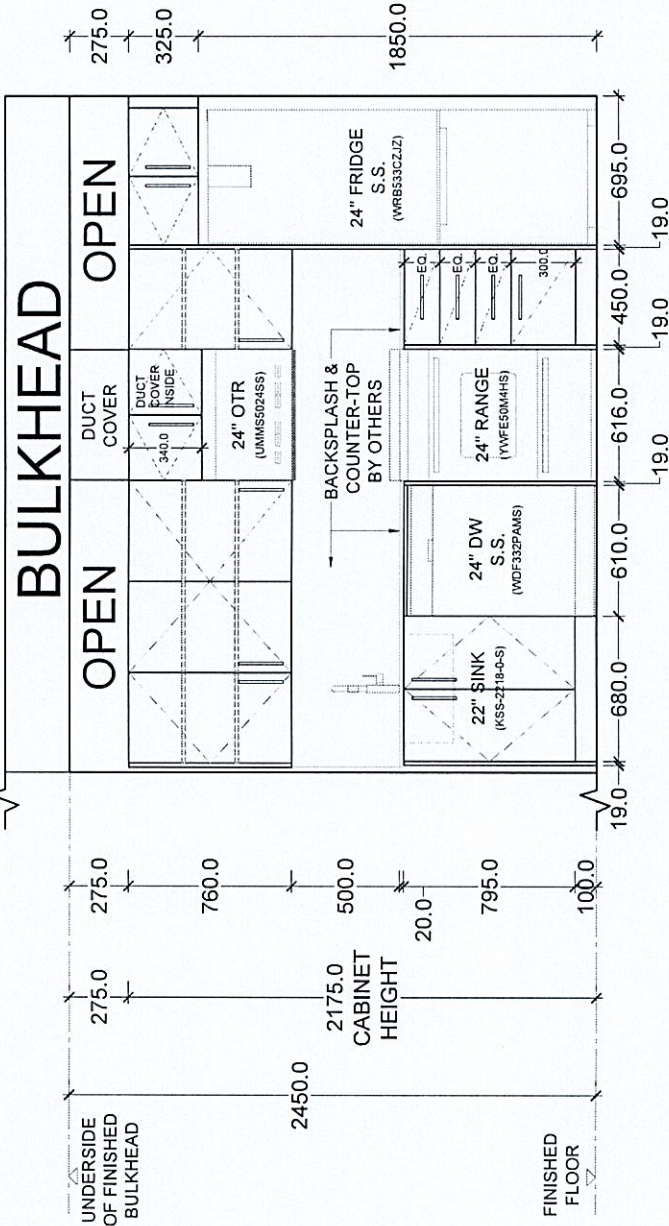 BULKHEAD
OPEN
DUCT
COVER
OPEN
DUCT
COVER
INSIDE
340.0
24" OTR
(UMMS5024SS)
BACKSPLASH &
COUNTER-TOP
BY OTHERS
24" FRIDGE
S.S.
(WRB533CZJZ)
22" SINK
(KSS-2218-0-S)
24" DW
S.S.
(WDF332PAMS)
24" RANGE
(YWFE50M4HS)
EQ.
EQ.
EQ.
300.0
275.0
325.0
1850.0
19.0
680.0
610.0
19.0
616.0
19.0
450.0
19.0
695.0
275.0
760.0
500.0
20.0
795.0
100.0
275.0
2175.0
CABINET
HEIGHT
2450.0
UNDERSIDE
OF FINISHED
BULKHEAD
FINISHED
FLOOR